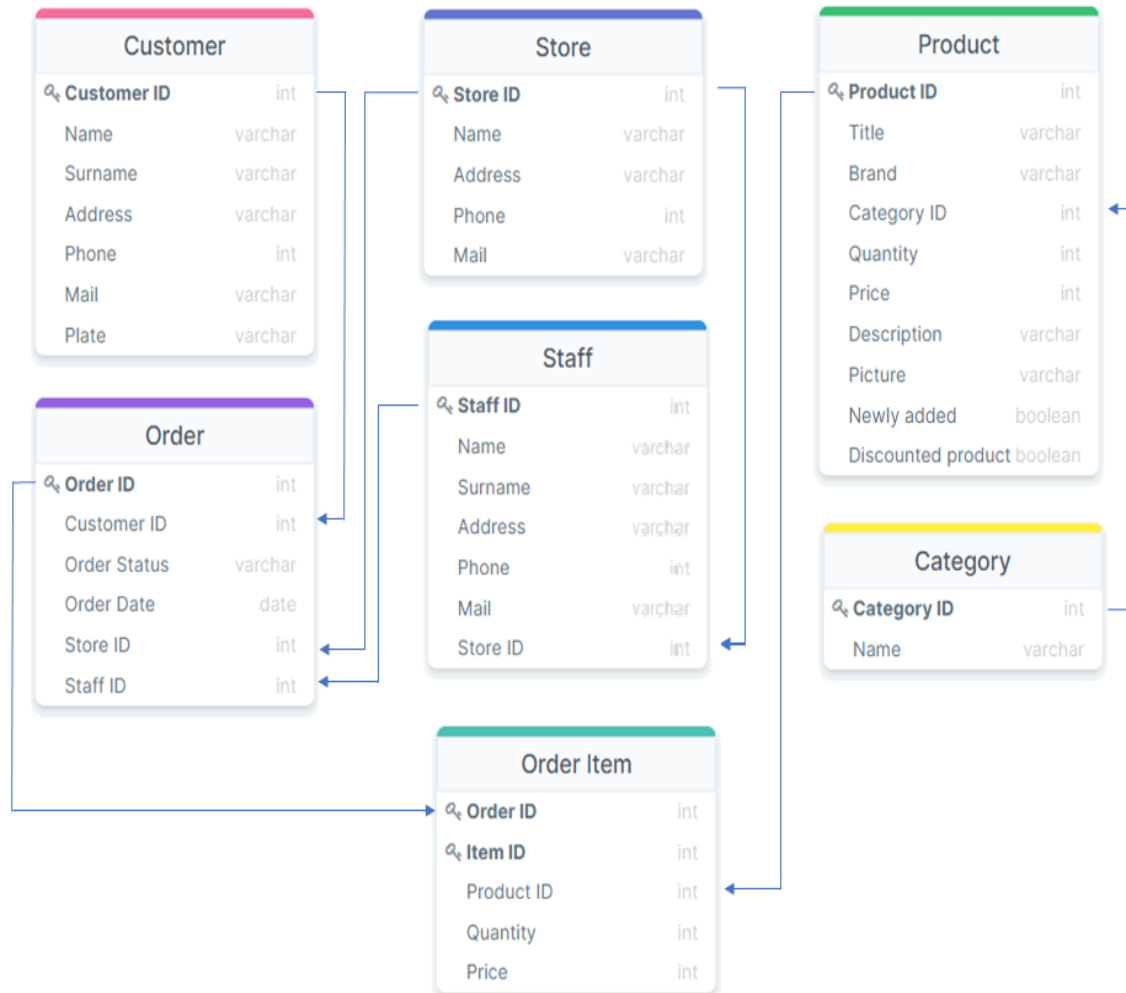 Customer
Customer ID int
Name varchar
Surname varchar
Address varchar
Phone int
Mail varchar
Plate varchar
Store
Store ID int
Name varchar
Address varchar
Phone int
Mail varchar
Product
Product ID int
Title varchar
Brand varchar
Category ID int
Quantity int
Price int
Description varchar
Picture varchar
Newly added boolean
Discounted product boolean
Order
Order ID int
Customer ID int
Order Status varchar
Order Date date
Store ID int
Staff ID int
Staff
Staff ID int
Name varchar
Surname varchar
Address varchar
Phone int
Mail varchar
Store ID int
Category
Category ID int
Name varchar
Order Item
Order ID int
Item ID int
Product ID int
Quantity int
Price int